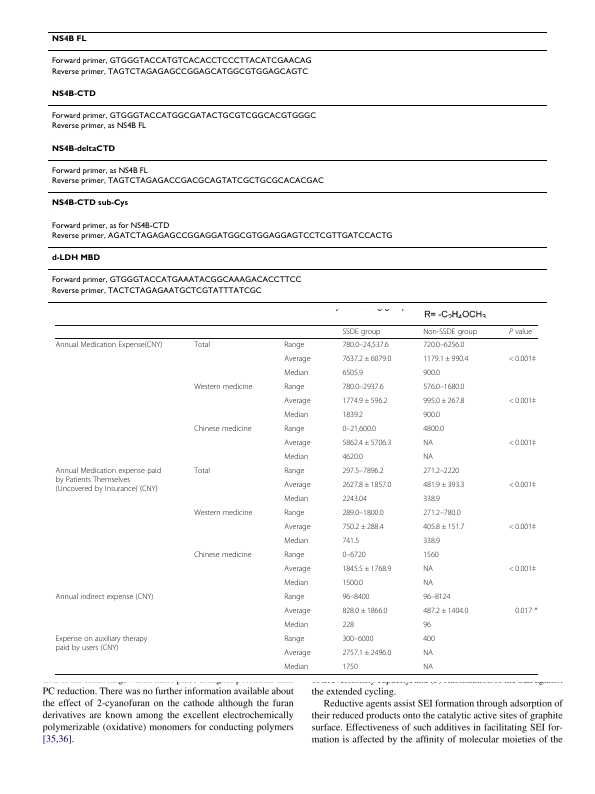 NS4B FL
Forward primer, GTGGGTACCATGTCACACCTCCCTTACATCGAACAG
Reverse primer, TAGTCTAGAGAGCCGGAGCATGGCGTGGAGCAGTC
NS4B-CTD
Forward primer, GTGGGTACCATGGCGATACTGCGTCGGCACGTGGGC
Reverse primer, as NS4B FL
NS4B-deltaCTD
Forward primer, as NS4B FL
Reverse primer, TAGTCTAGAGACCGACGCAGTATCGCTGCGCACACGAC
NS4B-CTD sub-Cys
Forward primer, as for NS4B-CTD
Reverse primer, AGATCTAGAGAGCCGGAGGATGGCGTGGAGGAGTCCTCGTTGATCCACTG
d-LDH MBD
Forward primer, GTGGGTACCATGAAATACGGCAAAGACACCTTCC
Reverse primer, TACTCTAGAGAATGCTCGTATTTATCGC
R= -C2H4OCH3
SSDE group Non-SSDE group P value
Annual Medication Expense(CNY) Total Range 780.0–24,537.6 720.0–6256.0
Average 7637.2 ± 6079.0 1179.1 ± 990.4 < 0.001‡
Median 6505.9 900.0
Western medicine Range 780.0–2937.6 576.0–1680.0
Average 1774.9 ± 596.2 995.0 ± 267.8 < 0.001‡
Median 1839.2 900.0
Chinese medicine Range 0–21,600.0 4800.0
Average 5862.4 ± 5706.3 NA < 0.001‡
Median 4620.0 NA
Annual Medication expense paid Total Range 297.5–7896.2 271.2–2220
by Patients Themselves
(Uncovered by Insurance) (CNY) Average 2627.8 ± 1857.0 481.9 ± 393.3 < 0.001‡
Median 2243.04 338.9
Western medicine Range 289.0–1800.0 271.2–780.0
Average 750.2 ± 288.4 405.8 ± 151.7 < 0.001‡
Median 741.5 338.9
Chinese medicine Range 0–6720 1560
Average 1845.5 ± 1768.9 NA < 0.001‡
Median 1500.0 NA
Annual indirect expense (CNY) Range 96–8400 96–8124
Average 828.0 ± 1866.0 487.2 ± 1404.0 0.017 *
Median 228 96
Expense on auxiliary therapy Range 300–6000 400
paid by users (CNY)
Average 2757.1 ± 2496.0 NA
Median 1750 NA
PC reduction. There was no further information available about
the effect of 2-cyanofuran on the cathode although the furan
derivatives are known among the excellent electrochemically
polymerizable (oxidative) monomers for conducting polymers
[35,36].
the extended cycling.
Reductive agents assist SEI formation through adsorption of
their reduced products onto the catalytic active sites of graphite
surface. Effectiveness of such additives in facilitating SEI for-
mation is affected by the affinity of molecular moieties of the